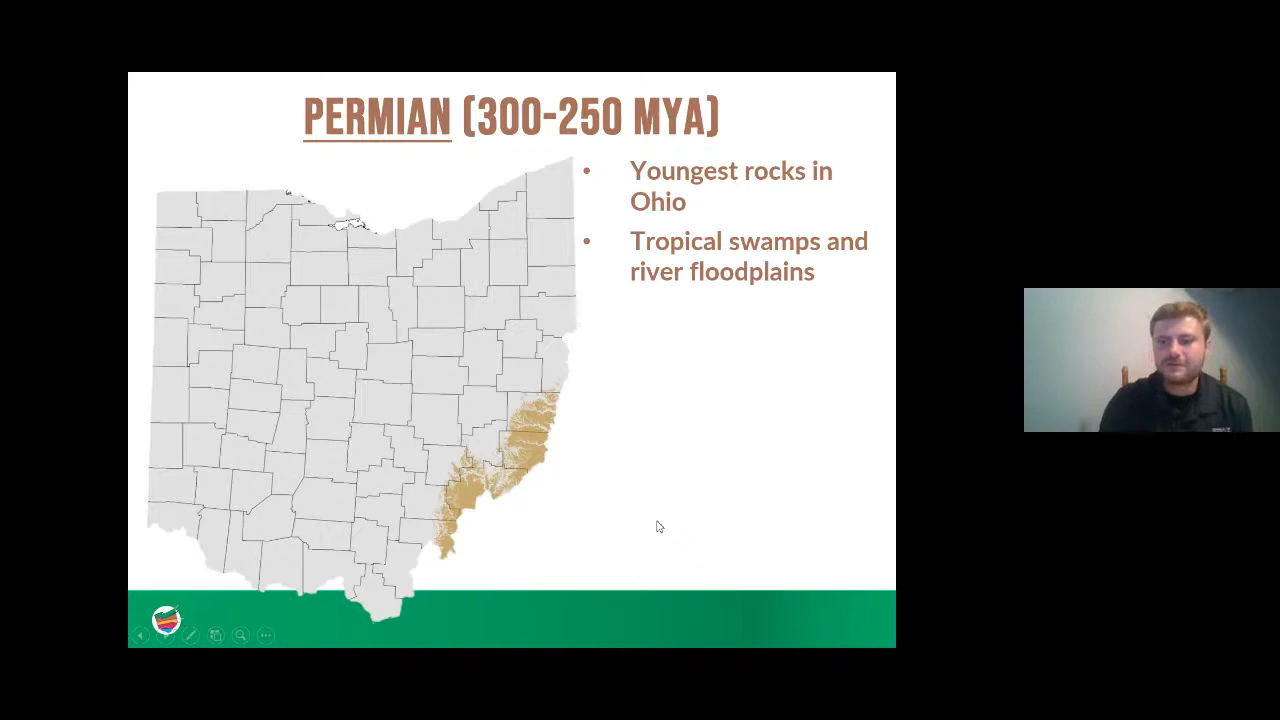 PERMIAN (300-250 MYA)
• Youngest rocks in
Ohio
• Tropical swamps and
river floodplains